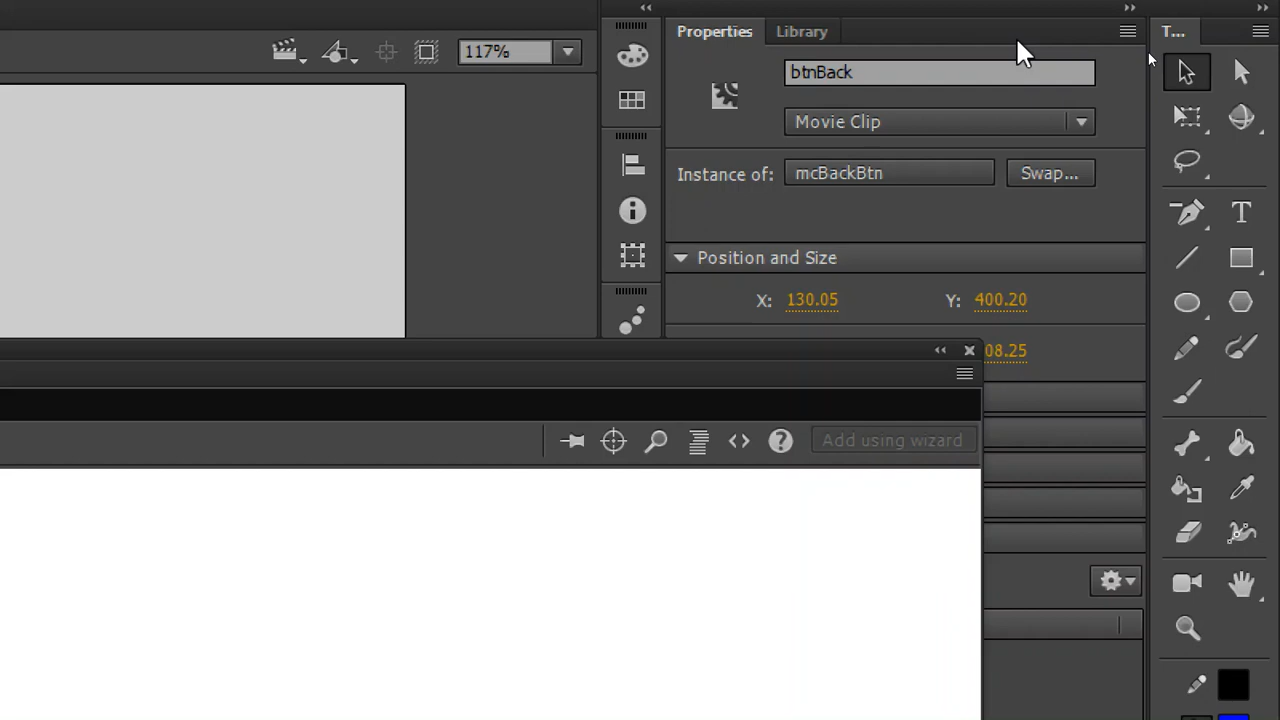 Properties
Library
T...
117%
btnBack
Movie Clip
Instance of:
mcBackBtn
Swap...
Position and Size
X: 130.05
Y: 400.20
08.25
Add using wizard